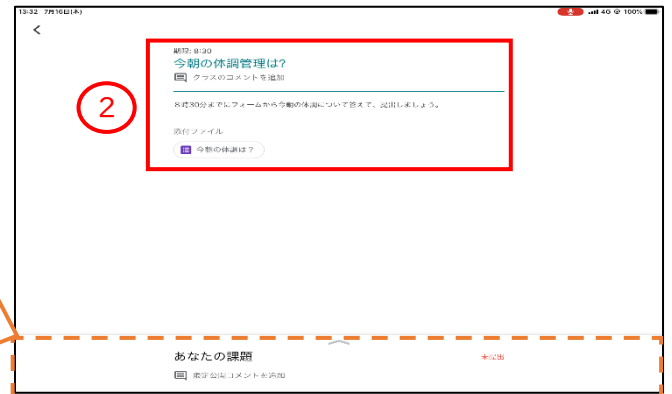 13:32 7月16日(木)
4G 100%
期限: 8:30
今朝の体調管理は?
クラスのコメントを追加
②
8時30分までにフォームから今朝の体調について答えて、提出しましょう。
添付ファイル
今朝の体調は？
あなたの課題
未提出
限定公開コメントを追加